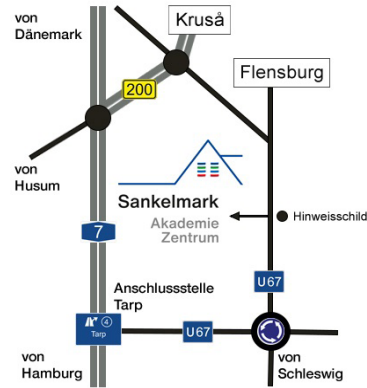 von
Dänemark
Kruså
Flensburg
200
von
Husum
Sankelmark
Akademie
Zentrum
Hinweisschild
7
U67
Anschlussstelle
Tarp
4
Tarp
U67
von
Hamburg
von
Schleswig